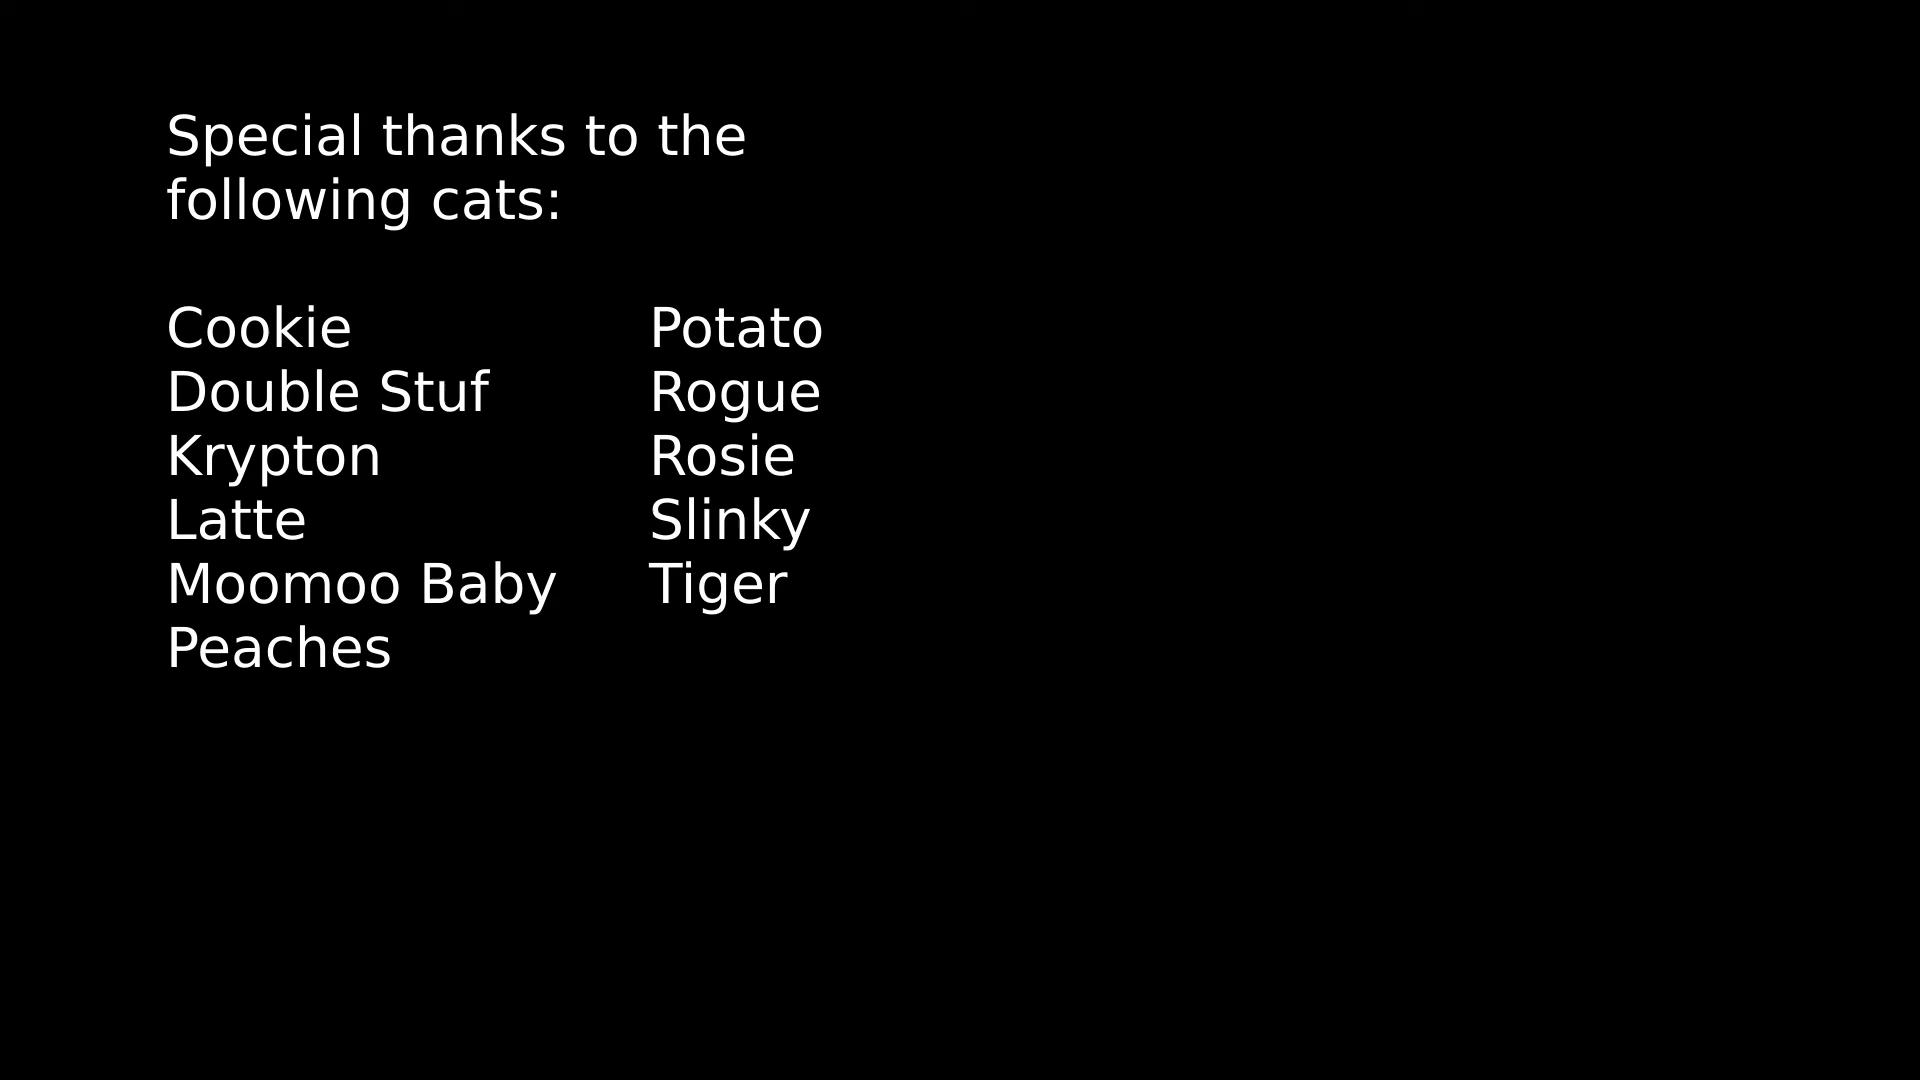 Special thanks to the
following cats:
Cookie
Double Stuf
Krypton
Latte
Moomoo Baby
Peaches
Potato
Rogue
Rosie
Slinky
Tiger